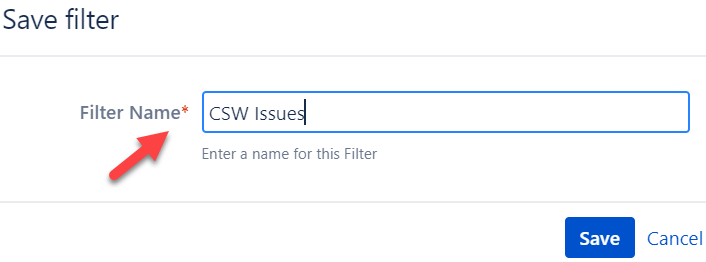 Save filter
Filter Name* CSW Issues
Enter a name for this Filter
Save Cancel